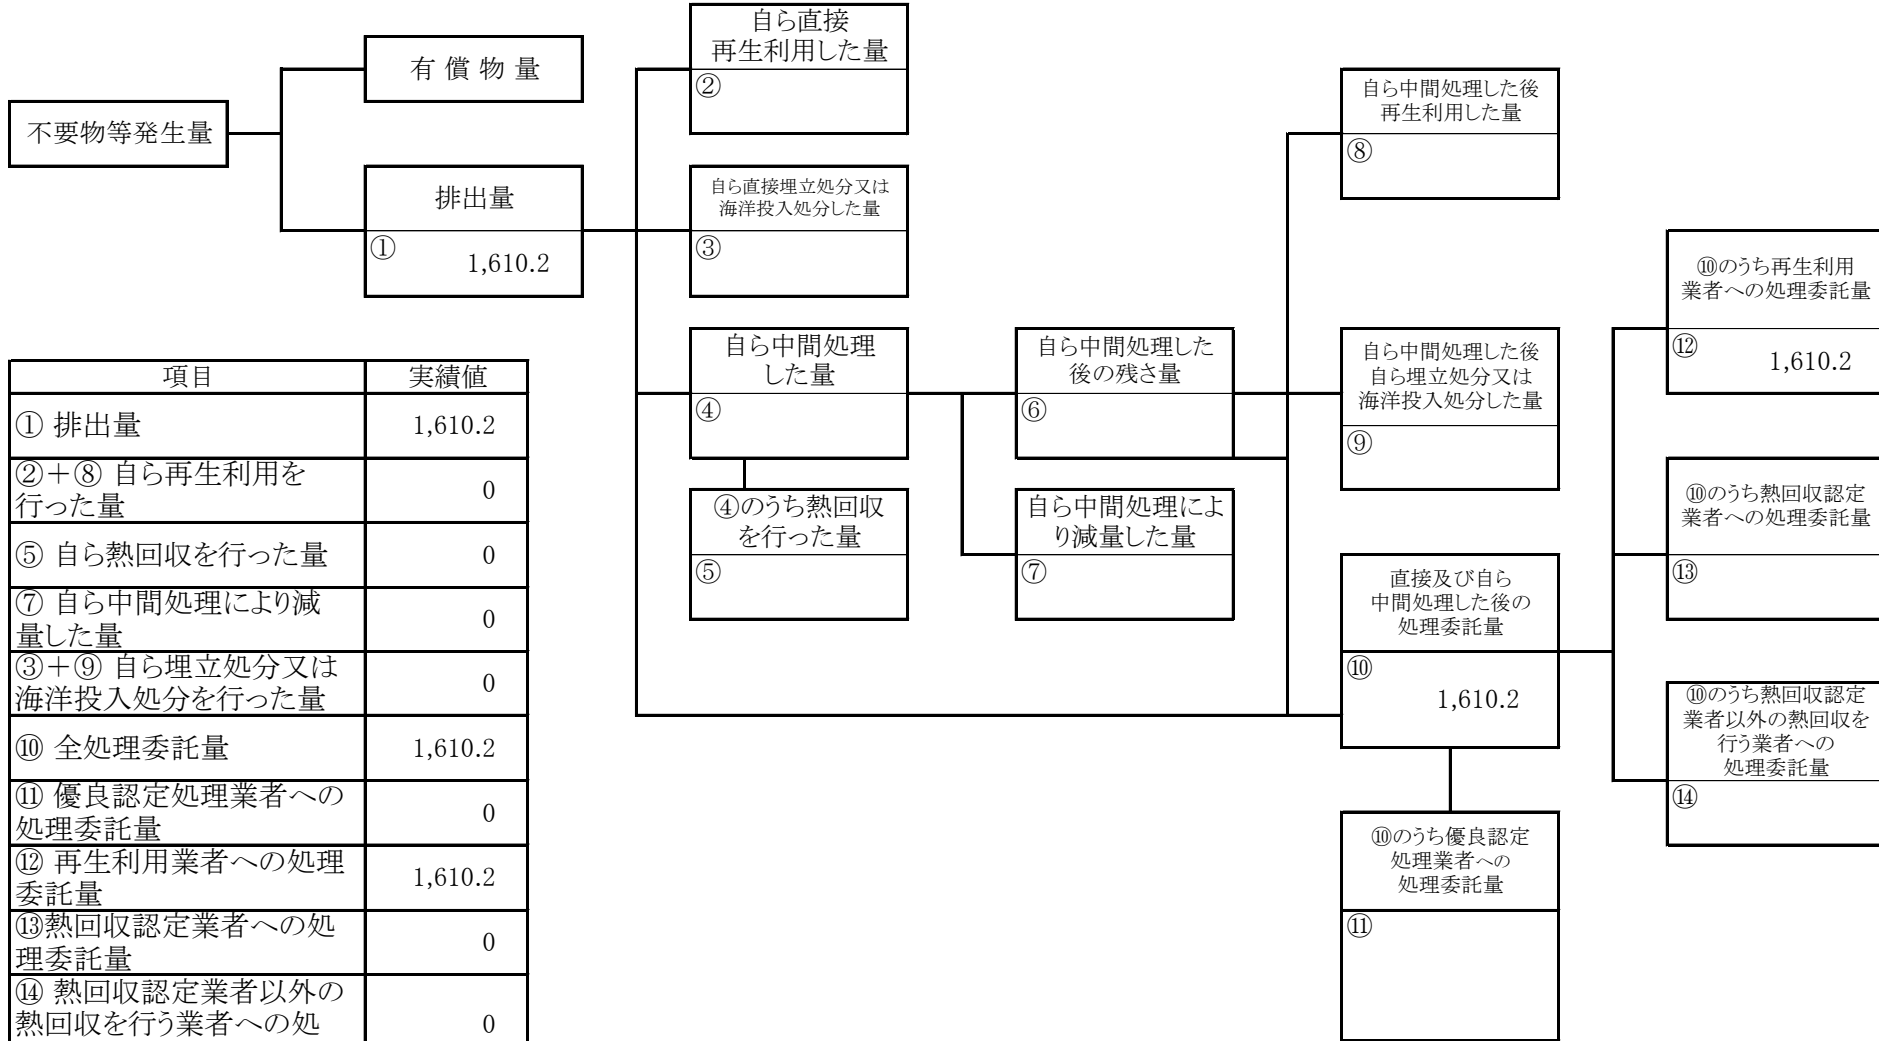 不要物等発生量
有償物量
排出量
①
1,610.2
自ら直接
再生利用した量
②
自ら直接埋立処分又は
海洋投入処分した量
③
自ら中間処理
した量
④
④のうち熱回収
を行った量
⑤
自ら中間処理した
後の残さ量
⑥
自ら中間処理によ
り減量した量
⑦
自ら中間処理した後
再生利用した量
⑧
自ら中間処理した後
自ら埋立処分又は
海洋投入処分した量
⑨
直接及び自ら
中間処理した後の
処理委託量
⑩
1,610.2
⑩のうち優良認定
処理業者への
処理委託量
⑪
⑩のうち再生利用
業者への処理委託量
⑫
1,610.2
⑩のうち熱回収認定
業者への処理委託量
⑬
⑩のうち熱回収認定
業者以外の熱回収を
行う業者への
処理委託量
⑭
項目 実績値
① 排出量 1,610.2
②+⑧ 自ら再生利用を
行った量 0
⑤ 自ら熱回収を行った量 0
⑦ 自ら中間処理により減
量した量 0
③+⑨ 自ら埋立処分又は
海洋投入処分を行った量 0
⑩ 全処理委託量 1,610.2
⑪ 優良認定処理業者への
処理委託量 0
⑫ 再生利用業者への処理
委託量 1,610.2
⑬熱回収認定業者への処
理委託量 0
⑭ 熱回収認定業者以外の
熱回収を行う業者への処 0